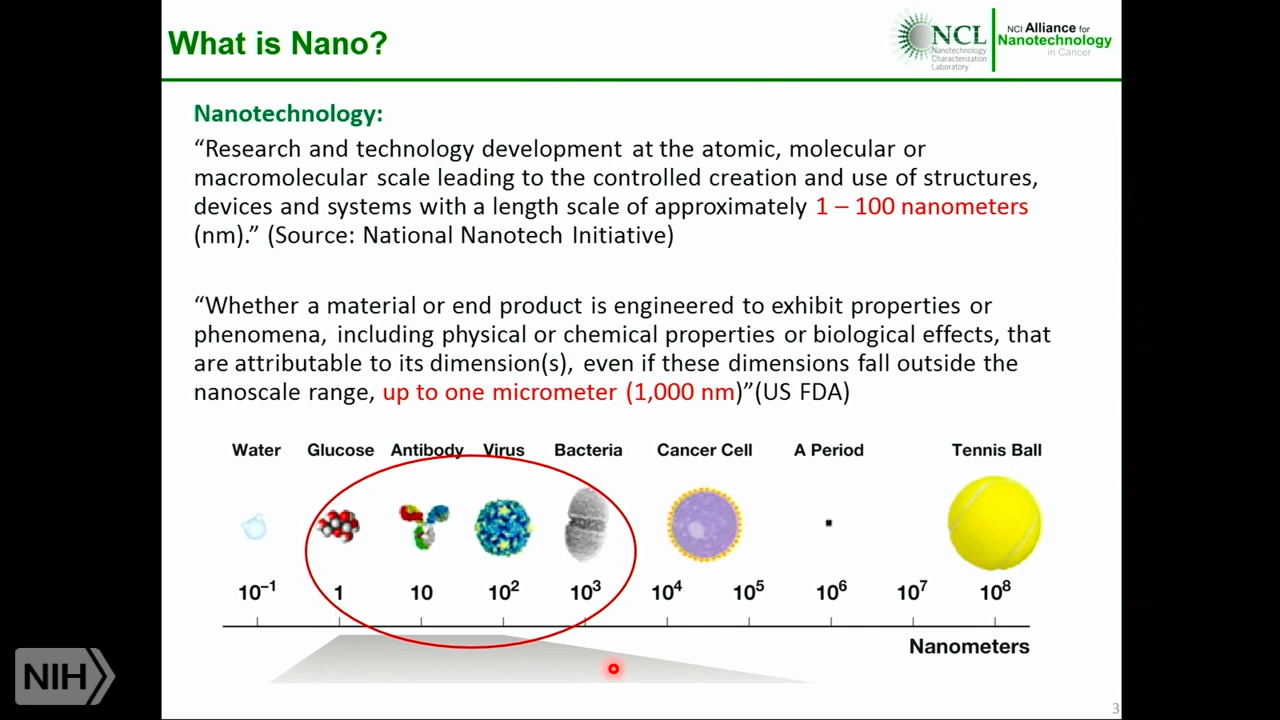 What is Nano?
NCL
Nanotechnology
Characterization
Laboratory
NCI Alliance for
Nanotechnology
in Cancer
Nanotechnology:
“Research and technology development at the atomic, molecular or
macromolecular scale leading to the controlled creation and use of structures,
devices and systems with a length scale of approximately 1 – 100 nanometers
(nm).” (Source: National Nanotech Initiative)
“Whether a material or end product is engineered to exhibit properties or
phenomena, including physical or chemical properties or biological effects, that
are attributable to its dimension(s), even if these dimensions fall outside the
nanoscale range, up to one micrometer (1,000 nm)”(US FDA)
Water Glucose Antibody Virus Bacteria Cancer Cell A Period Tennis Ball
10⁻¹ 1 10 10² 10³ 10⁴ 10⁵ 10⁶ 10⁷ 10⁸
Nanometers
NIH
3